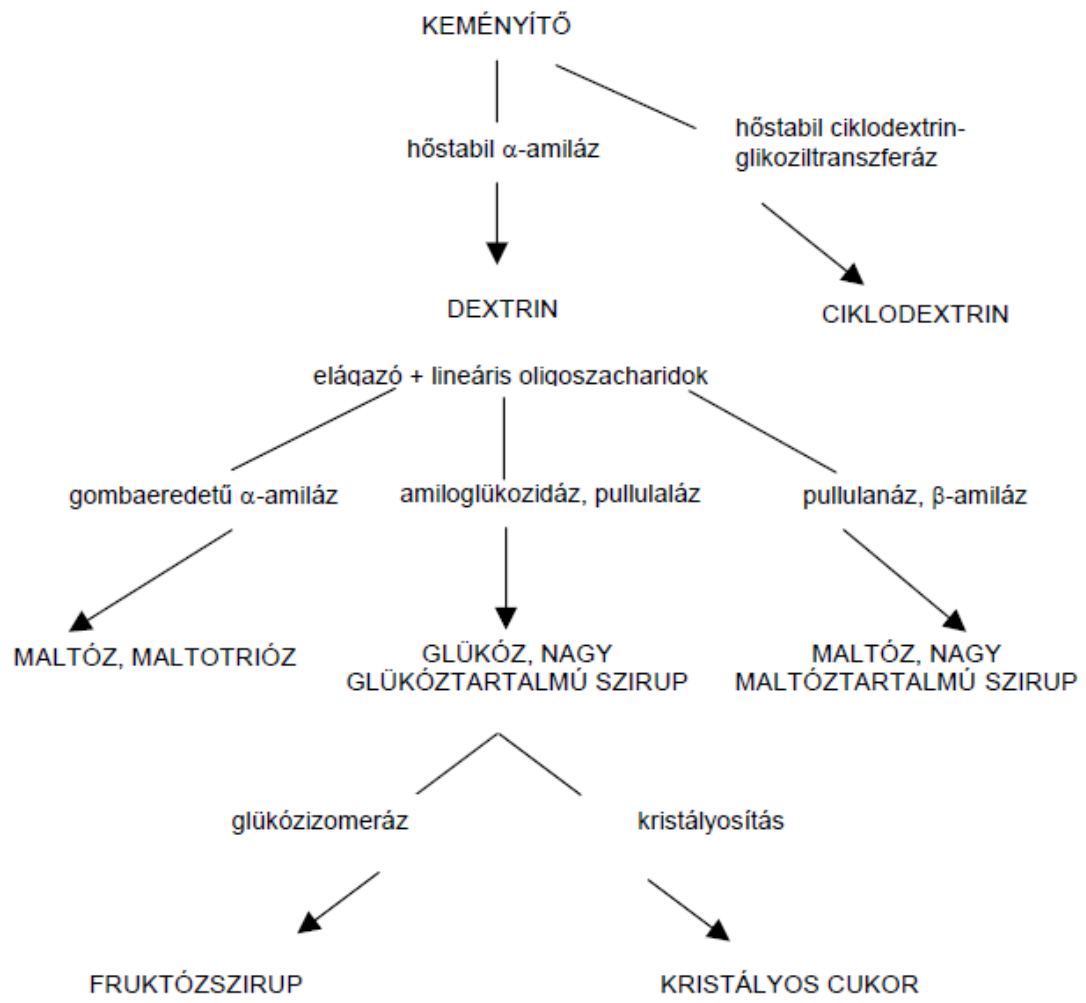 KEMÉNYÍTŐ
hőstabil α-amiláz
hőstabil ciklodextrin-
glikoziltranszferáz
DEXTRIN
CIKLODEXTRIN
elágazó + lineáris oligoszacharidok
gombaeredetű α-amiláz
amiloglükozidáz, pullulaláz
pullulanáz, β-amiláz
MALTÓZ, MALTOTRIÓZ
GLÜKÓZ, NAGY
GLÜKÓZTARTALMÚ SZIRUP
MALTÓZ, NAGY
MALTÓZTARTALMÚ SZIRUP
glükózizomeráz
kristályosítás
FRUKTÓZSZIRUP
KRISTÁLYOS CUKOR